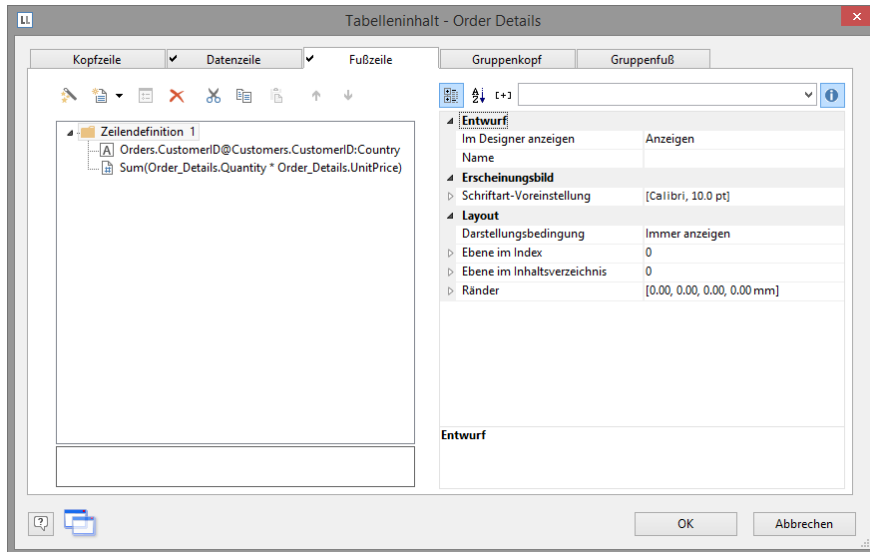 LL Tabelleninhalt - Order Details
Kopfzeile Datenzeile Fußzeile Gruppenkopf Gruppenfuß
Zeilendefinition 1
A Orders.CustomerID@Customers.CustomerID:Country
Sum(Order_Details.Quantity * Order_Details.UnitPrice)
Entwurf
Im Designer anzeigen Anzeigen
Name
Erscheinungsbild
Schriftart-Voreinstellung [Calibri, 10.0 pt]
Layout
Darstellungsbedingung Immer anzeigen
Ebene im Index 0
Ebene im Inhaltsverzeichnis 0
Ränder [0.00, 0.00, 0.00, 0.00 mm]
Entwurf
OK Abbrechen